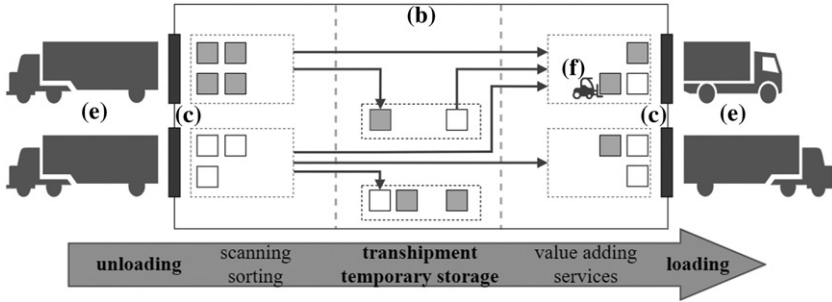 (b)
(f)
(e)
(c)
(c)
(e)
unloading
scanning
sorting
transhipment
temporary storage
value adding
services
loading